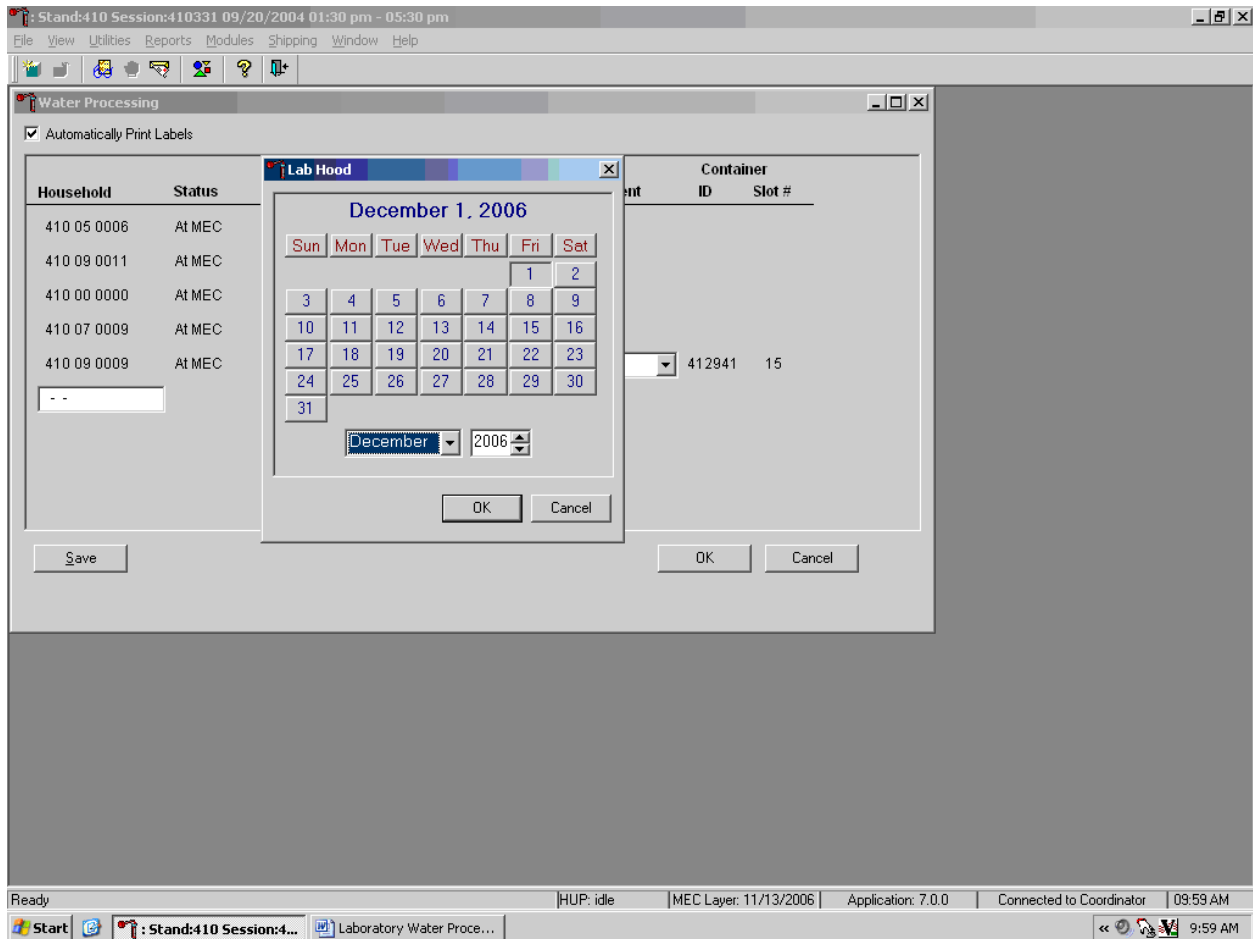 : Stand:410 Session:410331 09/20/2004 01:30 pm - 05:30 pm
File View Utilities Reports Modules Shipping Window Help
Water Processing
Automatically Print Labels
Lab Hood
Container
Household Status ent ID Slot #
December 1, 2006
410 05 0006 At MEC
Sun Mon Tue Wed Thu Fri Sat
410 09 0011 At MEC
1 2
410 00 0000 At MEC
3 4 5 6 7 8 9
410 07 0009 At MEC
10 11 12 13 14 15 16
410 09 0009 At MEC
17 18 19 20 21 22 23
412941 15
24 25 26 27 28 29 30
- -
31
December 2006
OK Cancel
Save OK Cancel
Ready HUP: idle MEC Layer: 11/13/2006 Application: 7.0.0 Connected to Coordinator 09:59 AM
Start : Stand:410 Session:4... Laboratory Water Proce... « 9:59 AM